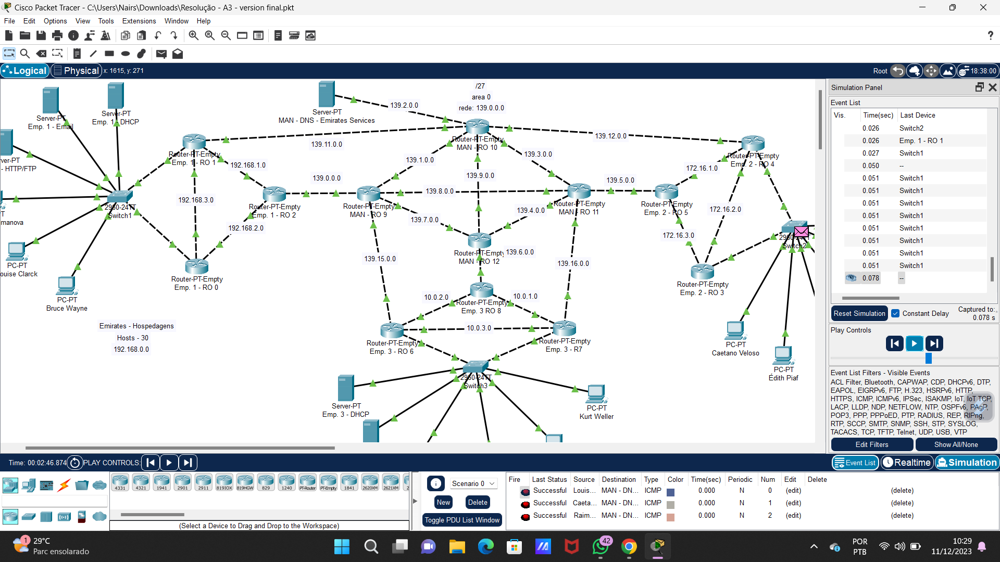 Cisco Packet Tracer - C:\Users\Nairs\Downloads\Resolução - A3 - version final.pkt
File Edit Options View Tools Extensions Window Help
Logical Physical x: 1615, y: 271
Root 18:38:00
Server-PT
Emp. 1 - Email
Server-PT
Emp. 1 - DHCP
- HTTP/FTP
manova
PC-PT
ouise Clarck
PC-PT
Bruce Wayne
2960-24TT
Switch1
Router-PT-Empty
Emp. 1 - RO 1
192.168.1.0
192.168.3.0
192.168.2.0
Router-PT-Empty
Emp. 1 - RO 2
Router-PT-Empty
Emp. 1 - RO 0
Emirates - Hospedagens
Hosts - 30
192.168.0.0
Server-PT
MAN - DNS - Emirates Services
/27
area 0
rede: 139.0.0.0
139.2.0.0
139.11.0.0
139.12.0.0
Router-PT-Empty
MAN - RO 10
139.1.0.0
139.3.0.0
139.9.0.0
139.0.0.0
139.8.0.0
139.5.0.0
Router-PT-Empty
MAN - RO 9
Router-PT-Empty
MAN - RO 11
139.7.0.0
139.4.0.0
Router-PT-Empty
MAN - RO 12
139.6.0.0
139.15.0.0
139.16.0.0
Router-PT-Empty
Emp. 2 - RO 4
172.16.1.0
172.16.2.0
172.16.3.0
Router-PT-Empty
Emp. 2 - RO 5
Router-PT-Empty
Emp. 2 - RO 3
2960-24TT
Switch2
PC-PT
Caetano Veloso
PC-PT
Édith Piaf
10.0.2.0
10.0.1.0
10.0.3.0
Router-PT-Empty
Emp. 3 RO 8
Router-PT-Empty
Emp. 3 - RO 6
Router-PT-Empty
Emp. 3 - R7
2960-24TT
Switch3
Server-PT
Emp. 3 - DHCP
PC-PT
Kurt Weller
Simulation Panel
Event List
Vis. Time(sec) Last Device
0.026 Switch2
0.026 Emp. 1 - RO 1
0.027 Switch1
0.050 --
0.051 Switch1
0.051 Switch1
0.051 Switch1
0.051 Switch1
0.051 Switch1
0.051 Switch1
0.051 Switch1
0.051 Switch1
0.078 --
Reset Simulation Constant Delay Captured to:
0.078 s
Play Controls
Event List Filters - Visible Events
ACL Filter, Bluetooth, CAPWAP, CDP, DHCPv6, DTP,
EAPOL, EIGRPv6, FTP, H.323, HSRPv6, HTTP,
HTTPS, ICMP, ICMPv6, IPSec, ISAKMP, IoT, IoT TCP,
LACP, LLDP, NDP, NETFLOW, NTP, OSPFv6, PAgP,
POP3, PPP, PPPoED, PTP, RADIUS, REP, RIPng,
RTP, SCCP, SMTP, SNMP, SSH, STP, SYSLOG,
TACACS, TCP, TFTP, Telnet, UDP, USB, VTP
Edit Filters Show All/None
Time: 00:02:46.874 PLAY CONTROLS:
Event List Realtime Simulation
4331 4321 1941 2901 2911 819IOX 819HGW 829 1240 PT-Router PT-Empty 1841 2620XM 2621XM
(Select a Device to Drag and Drop to the Workspace)
Scenario 0
New Delete
Toggle PDU List Window
Fire Last Status Source Destination Type Color Time(sec) Periodic Num Edit Delete
Successful Louis... MAN - DN... ICMP 0.000 N 0 (edit) (delete)
Successful Caeta... MAN - DN... ICMP 0.000 N 1 (edit) (delete)
Successful Raim... MAN - DN... ICMP 0.000 N 2 (edit) (delete)
1
29°C
Parc ensolarado
42
POR
PTB
10:29
11/12/2023